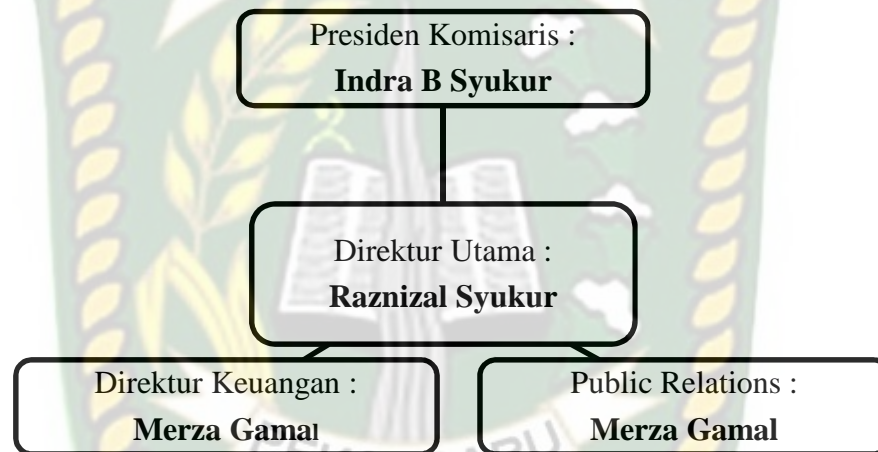 Presiden Komisaris :
Indra B Syukur
Direktur Utama :
Raznizal Syukur
Direktur Keuangan :
Merza Gamal
Public Relations :
Merza Gamal